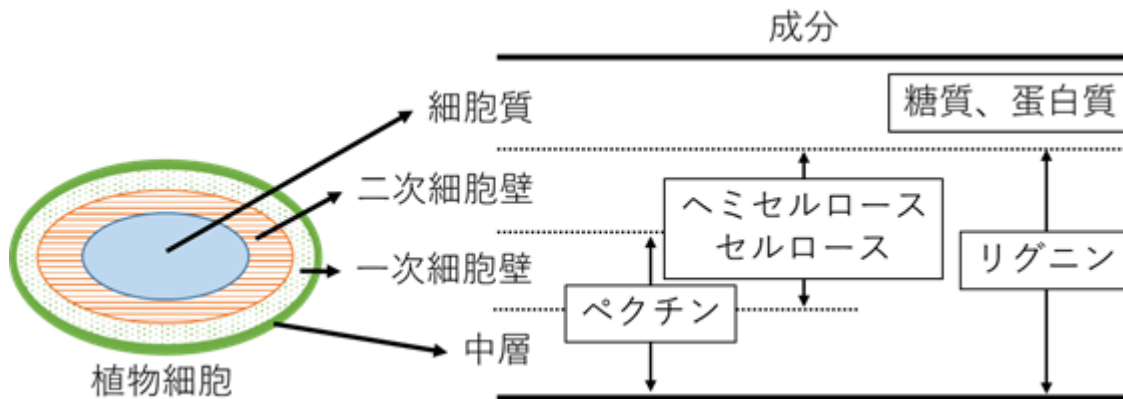 成分
細胞質
糖質、蛋白質
二次細胞壁
ヘミセルロース
セルロース
一次細胞壁
リグニン
ペクチン
中層
植物細胞